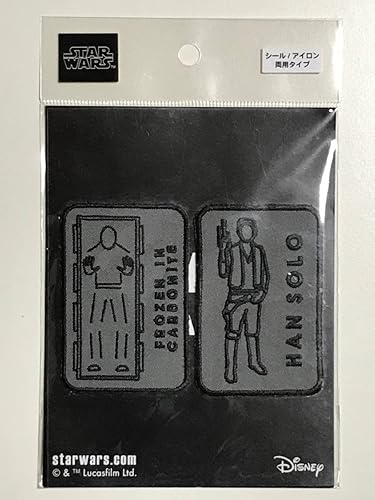 STAR
WARS
シール/アイロン
両用タイプ
FROZEN IN
CARBONITE
HAN SOLO
starwars.com
© & ™ Lucasfilm Ltd.
Disney